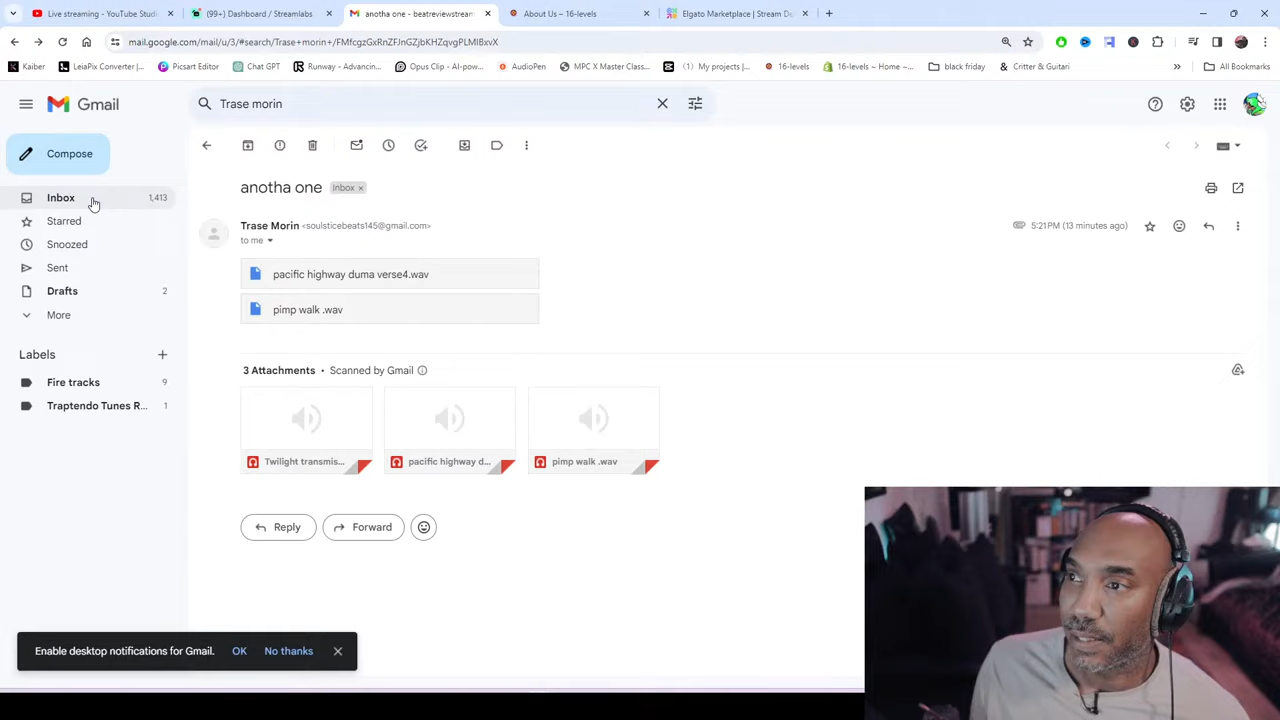 Live streaming - YouTube Studi
(99+) Dashboard / Streamlabs
anotha one - beatreviewstream
About Us – 16-levels
Elgato Marketplace | Stream De
mail.google.com/mail/u/3/#search/Trase+morin+/FMfcgzGxRnZFJnGZjbKHZqvgPLMlBxvX
Kaiber
LeiaPix Converter |...
Picsart Editor
Chat GPT
Runway - Advancin...
Opus Clip - AI-pow...
AudioPen
MPC X Master Class...
(1) My projects |...
16-levels
16-levels ~ Home ~...
black friday
Critter & Guitari
All Bookmarks
Gmail
Trase morin
Compose
anotha one
Inbox
Inbox 1,413
Starred
Snoozed
Sent
Drafts 2
More
Labels
Fire tracks 9
Traptendo Tunes R... 1
Trase Morin <soulsticebeats145@gmail.com>
5:21 PM (13 minutes ago)
to me
pacific highway duma verse4.wav
pimp walk .wav
3 Attachments • Scanned by Gmail
Twilight transmis...
pacific highway d...
pimp walk .wav
Reply
Forward
Enable desktop notifications for Gmail. OK No thanks